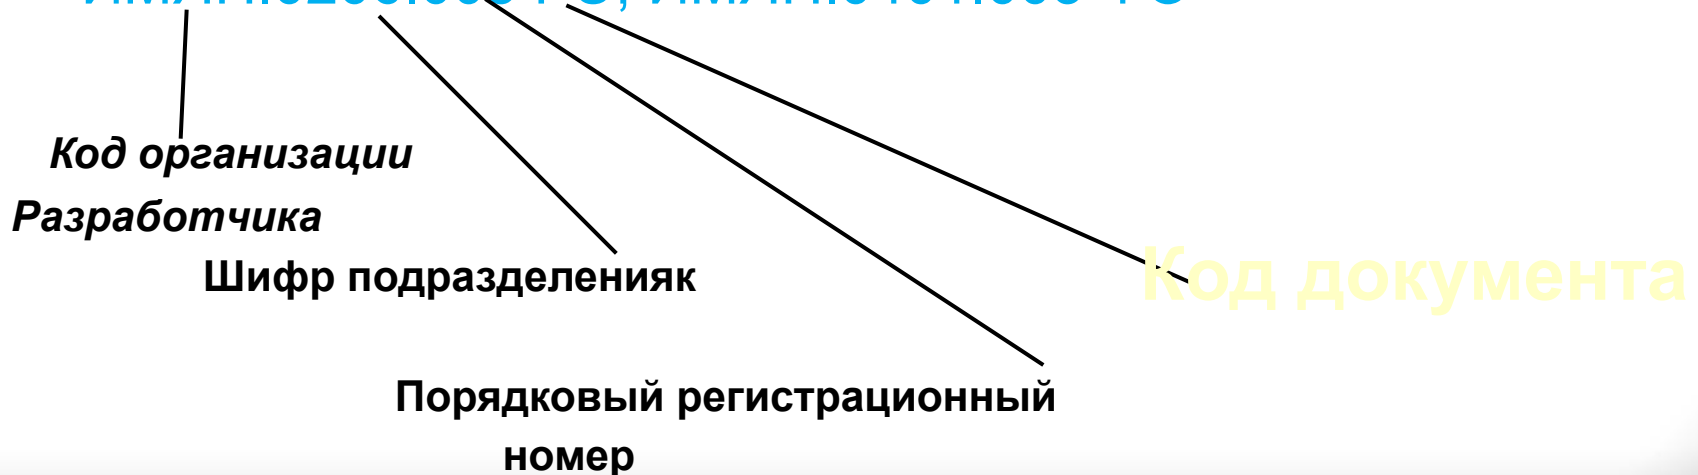 Код организации
Разработчика
Шифр подразделенияк
Код документа
Порядковый регистрационный
номер